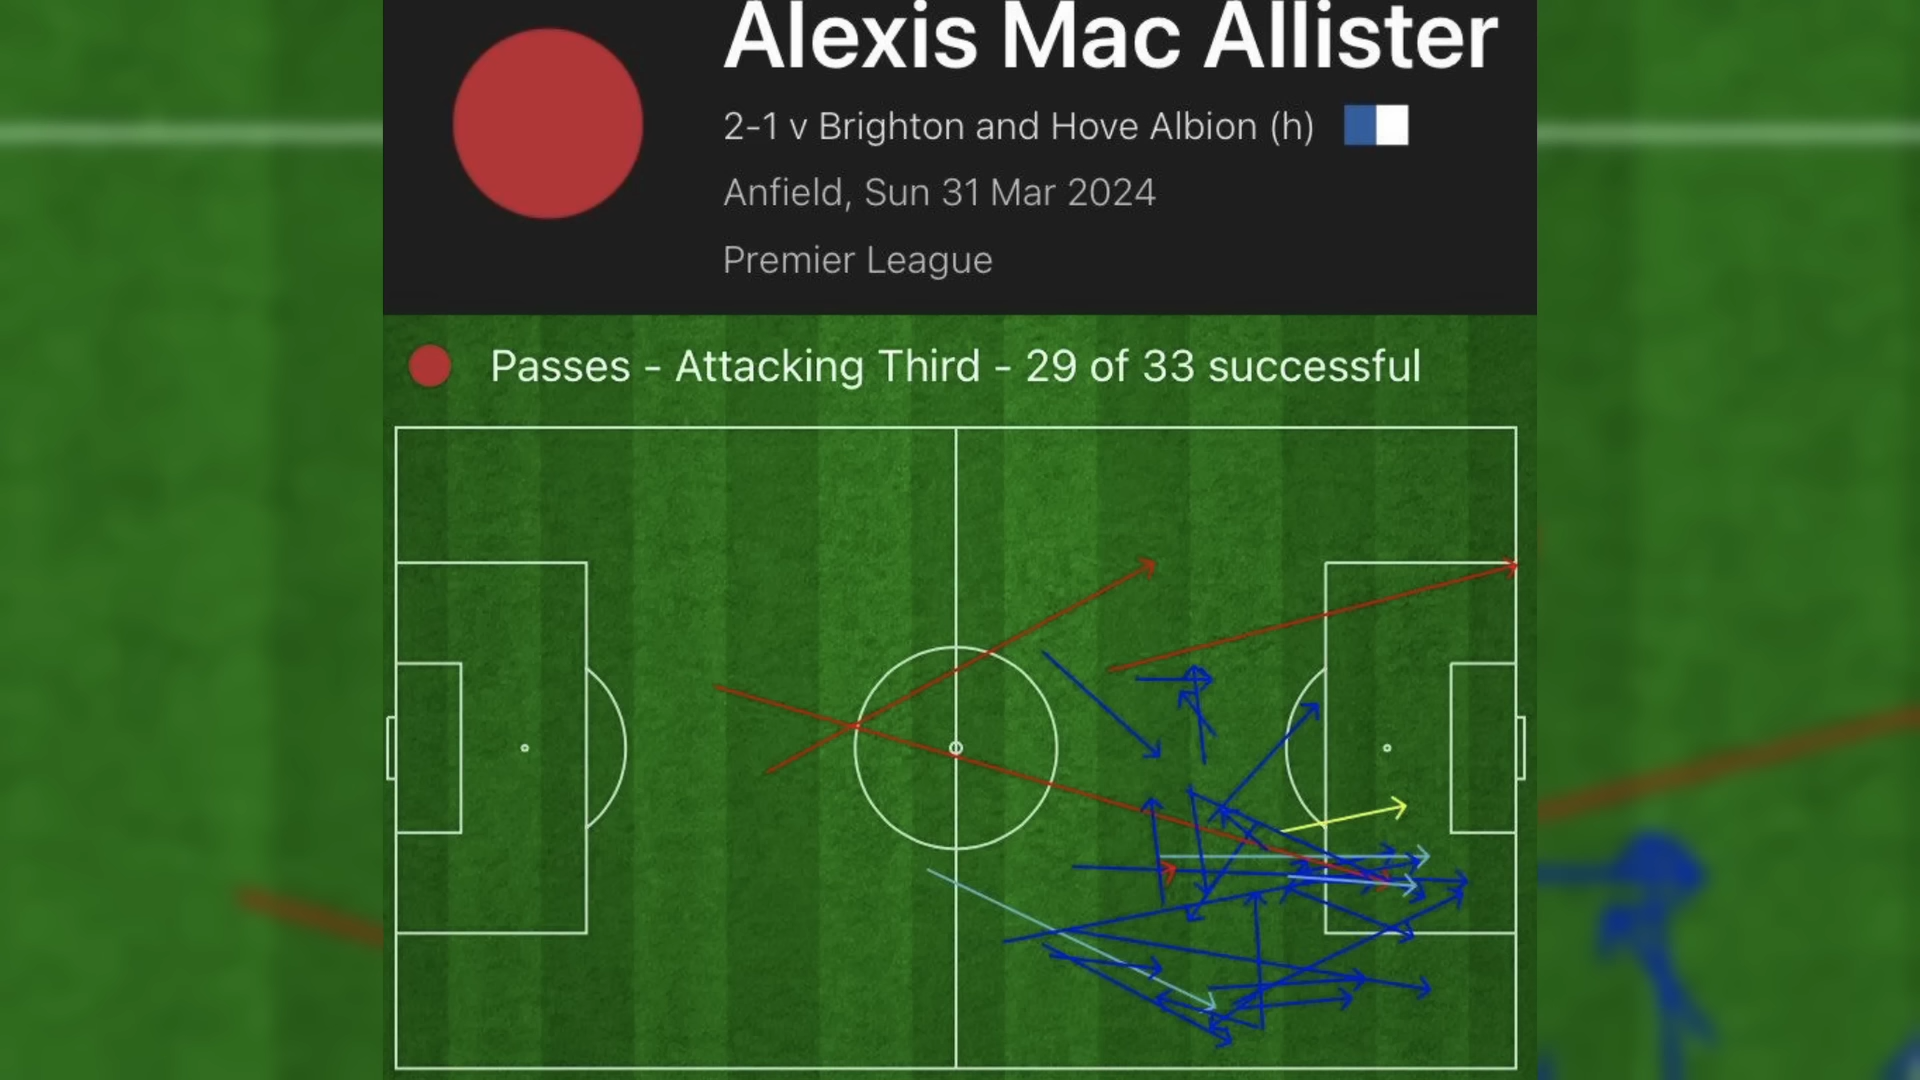 Alexis Mac Allister
2-1 v Brighton and Hove Albion (h)
Anfield, Sun 31 Mar 2024
Premier League
Passes - Attacking Third - 29 of 33 successful